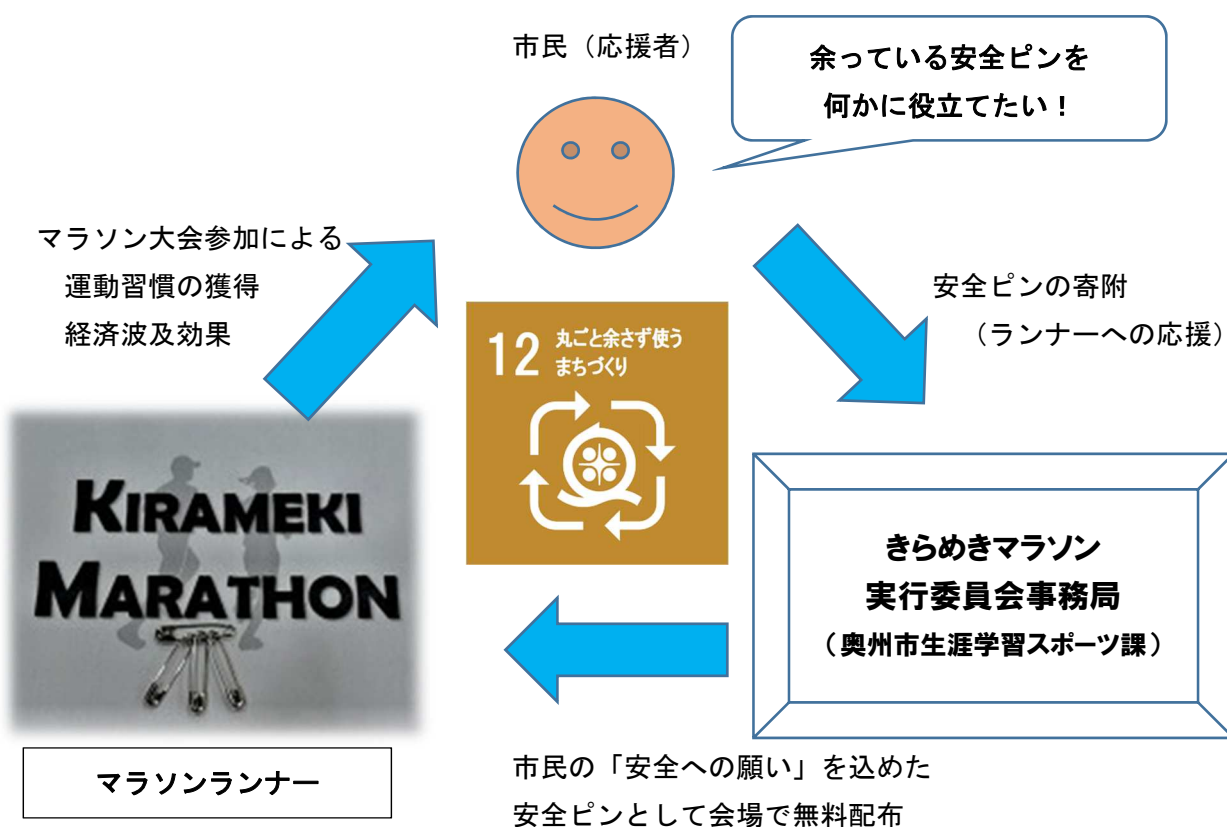 市民（応援者）
余っている安全ピンを
何かに役立てたい！
マラソン大会参加による
運動習慣の獲得
経済波及効果
安全ピンの寄附
（ランナーへの応援）
12 丸ごと余さず使う
まちづくり
KIRAMEKI
MARATHON
きらめきマラソン
実行委員会事務局
（奥州市生涯学習スポーツ課）
マラソンランナー
市民の「安全への願い」を込めた
安全ピンとして会場で無料配布